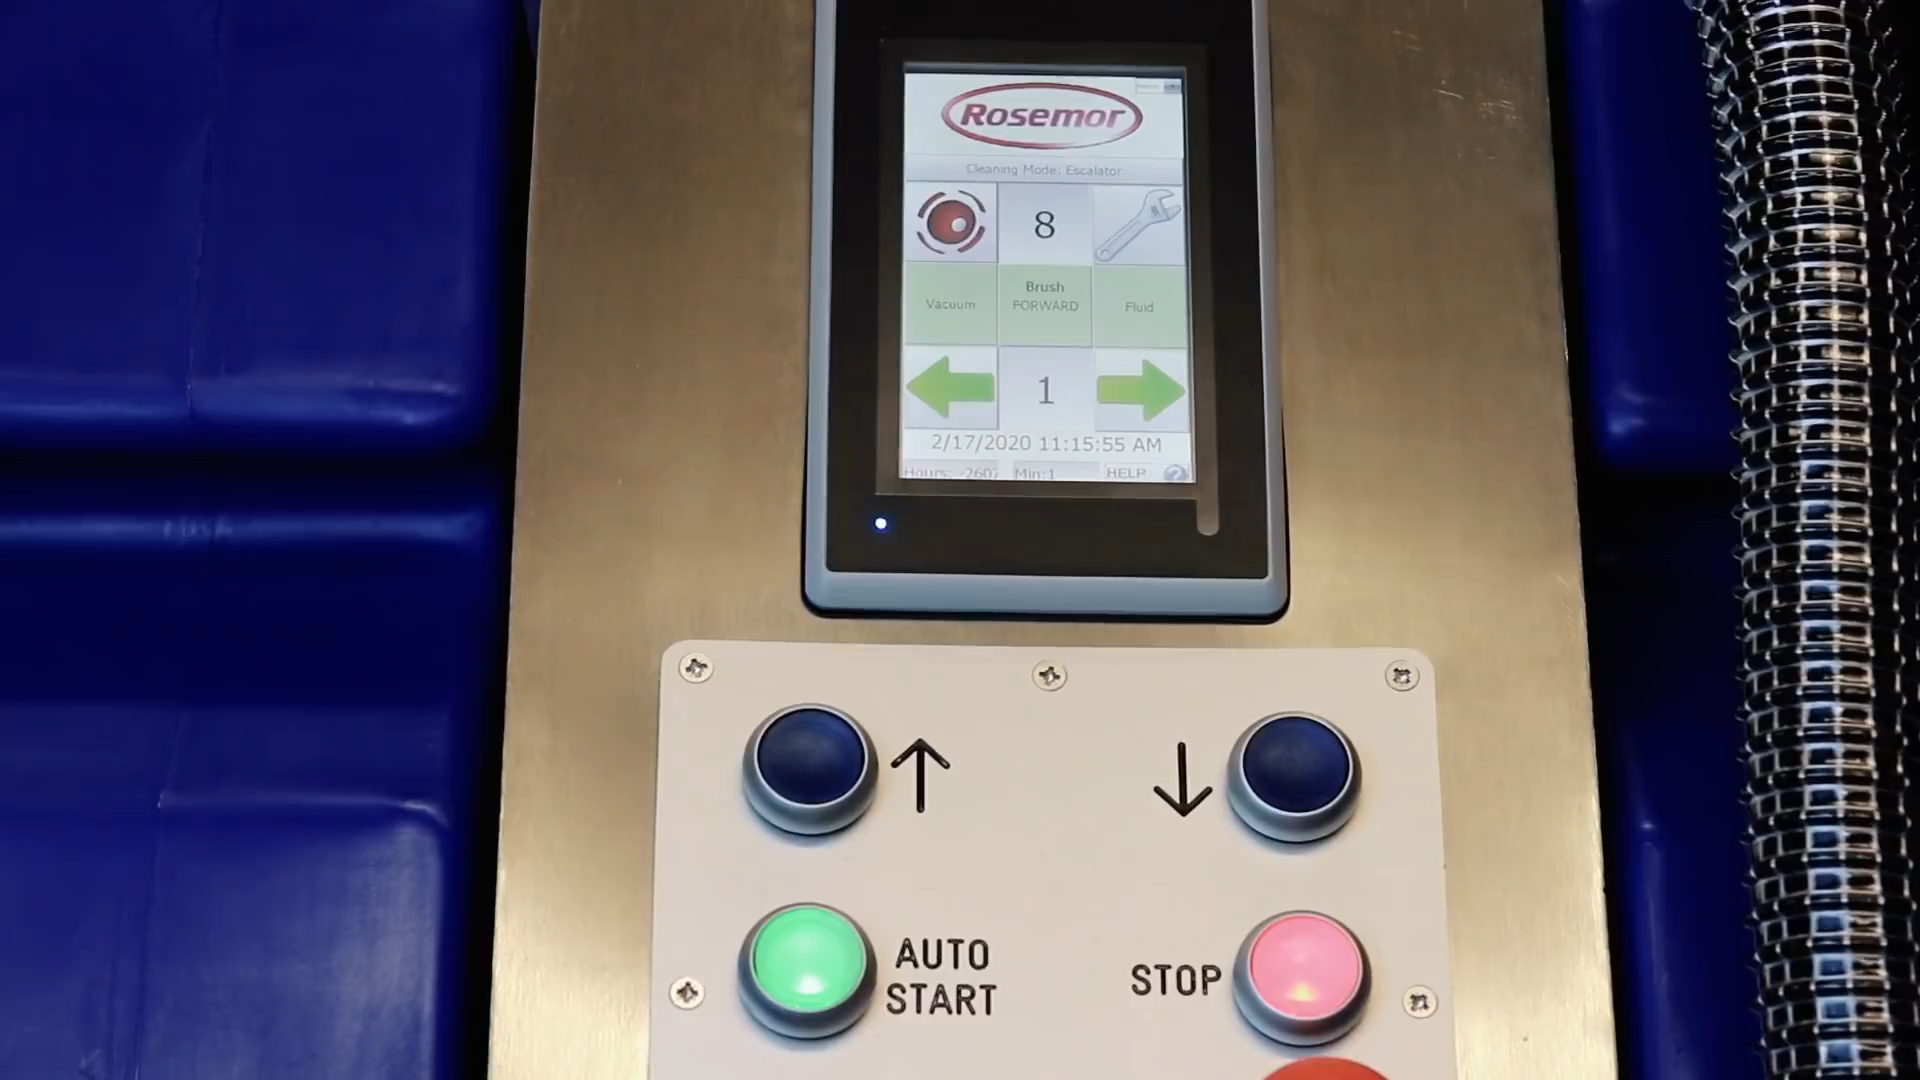 Rosemor
Cleaning Mode: Escalator
8
Vacuum
Brush
FORWARD
Fluid
1
2/17/2020 11:15:55 AM
Hours: -2607 Min:1 HELP ?
↑ ↓
AUTO
START
STOP